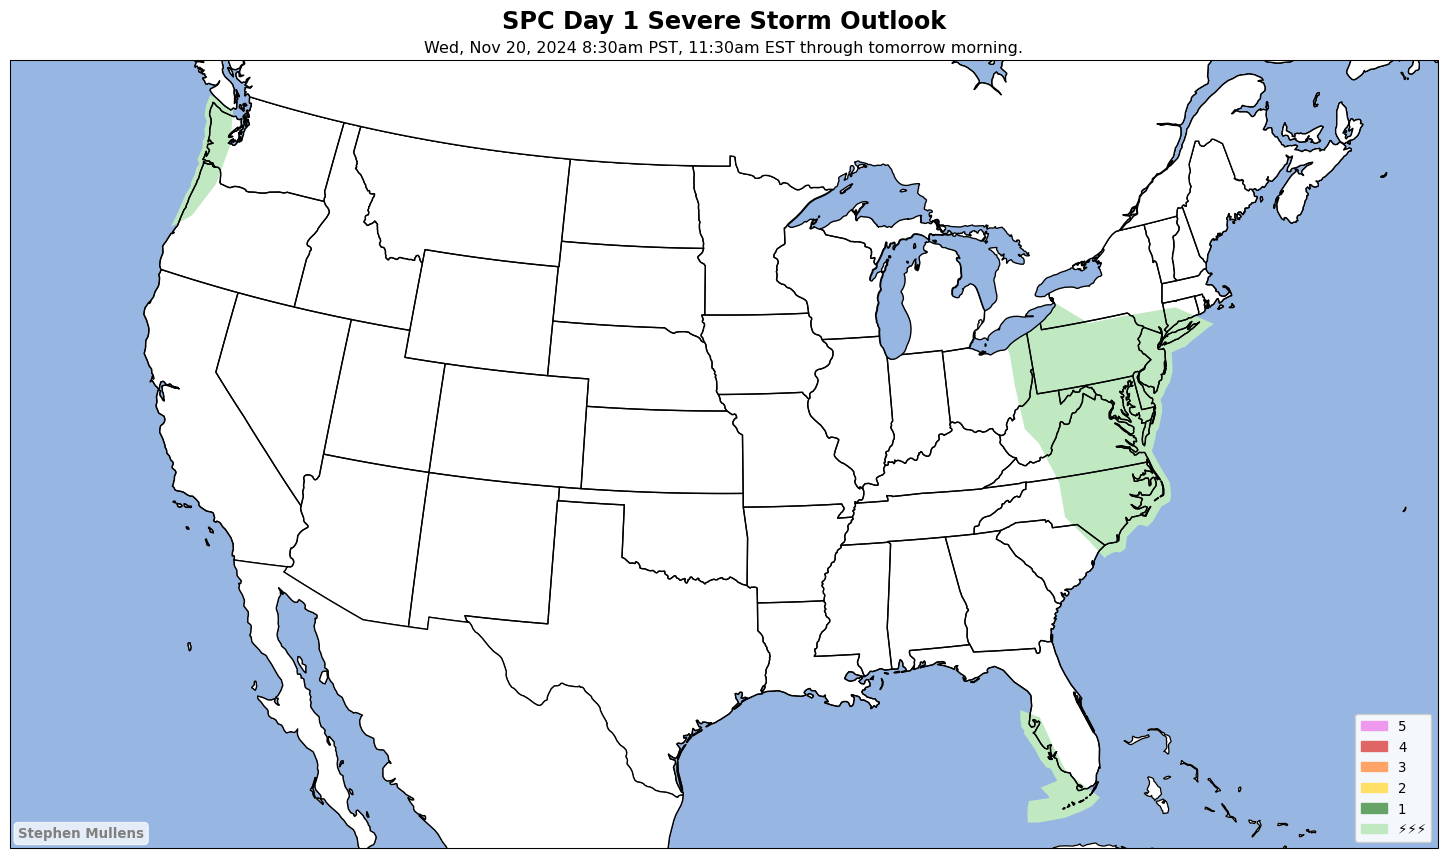 SPC Day 1 Severe Storm Outlook
Wed, Nov 20, 2024 8:30am PST, 11:30am EST through tomorrow morning.
5
4
3
2
1
⚡⚡⚡
Stephen Mullens